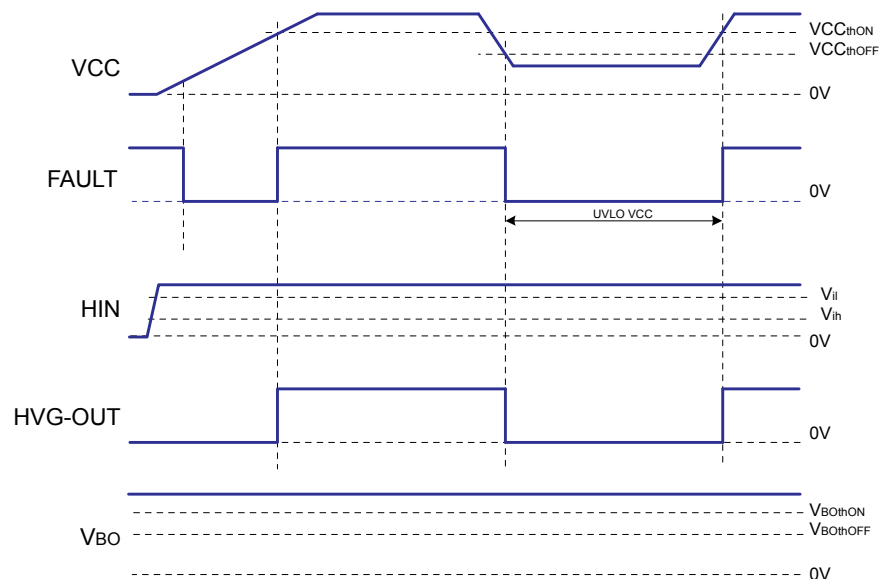 VCC
VCCthON
VCCthOFF
0V
FAULT
0V
UVLO VCC
HIN
Vil
Vih
0V
HVG-OUT
0V
VBO
VBOthON
VBOthOFF
0V